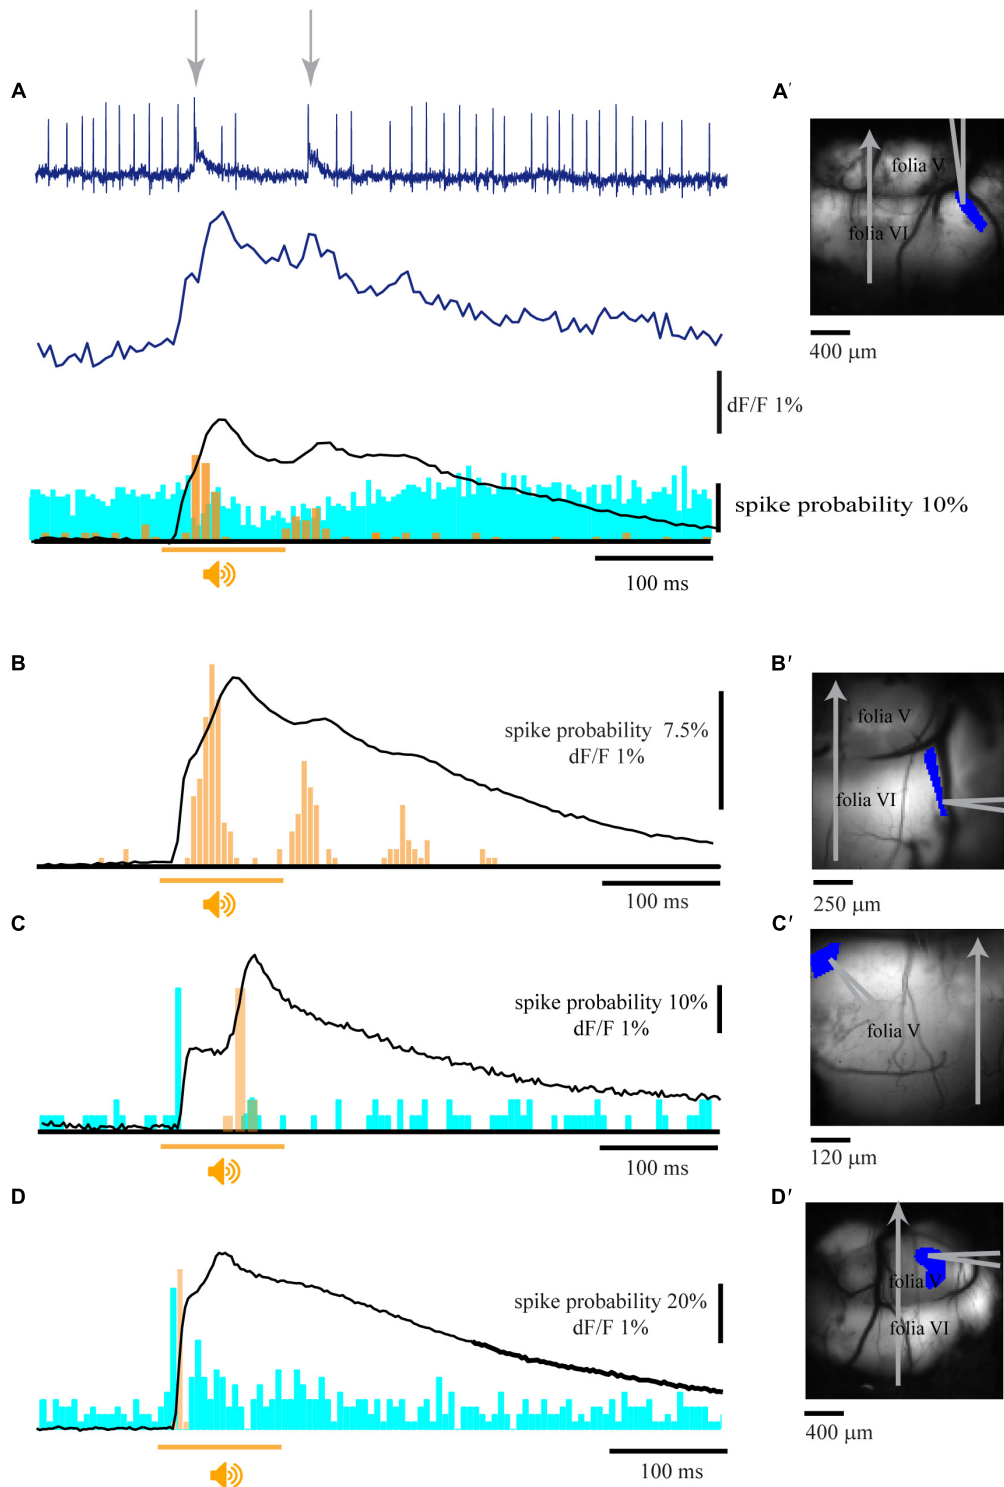 A
A′
folia V
folia VI
400 μm
dF/F 1%
spike probability 10%
100 ms
B
B′
spike probability 7.5%
dF/F 1%
folia V
folia VI
100 ms
250 μm
C
C′
spike probability 10%
dF/F 1%
folia V
100 ms
120 μm
D
D′
spike probability 20%
dF/F 1%
folia V
folia VI
100 ms
400 μm